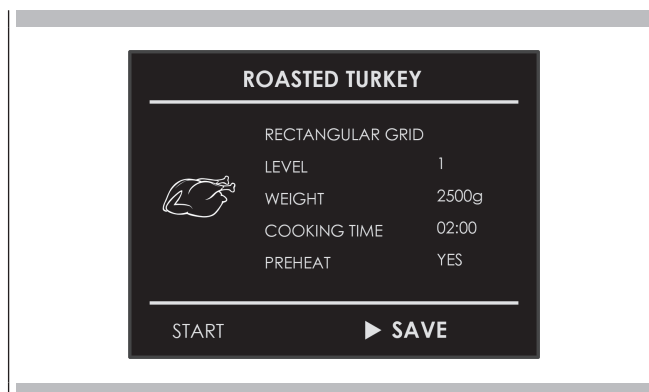 ROASTED TURKEY
RECTANGULAR GRID
LEVEL 1
WEIGHT 2500g
COOKING TIME 02:00
PREHEAT YES
START ▶ SAVE